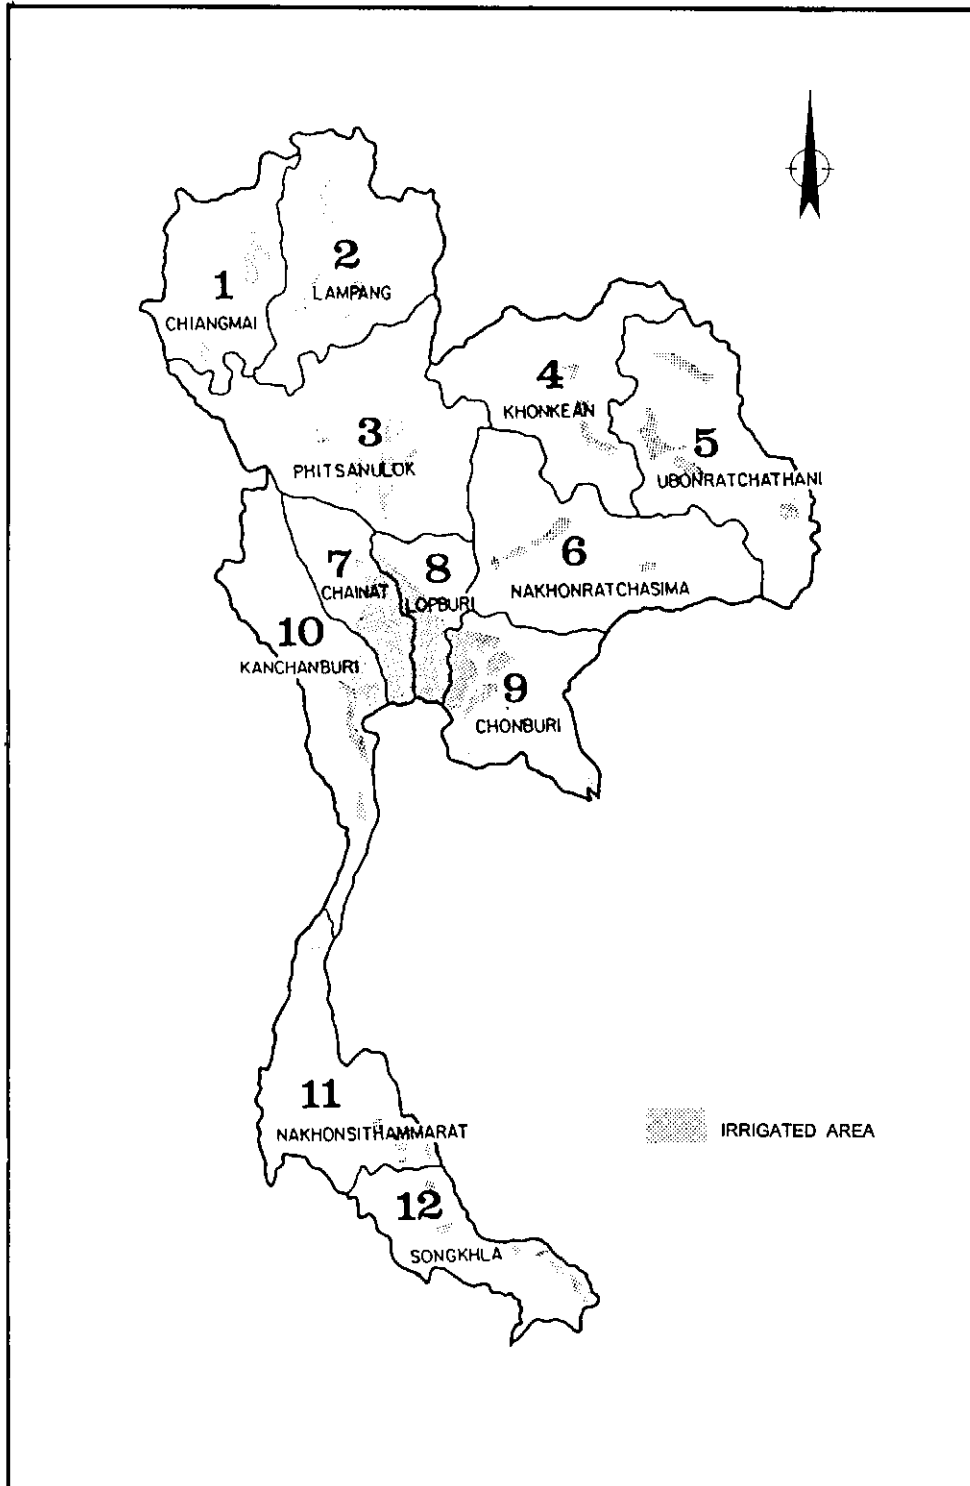 1
CHIANGMAI
2
LAMPANG
3
PHITSANULOK
4
KHONKEAN
5
UBONRATCHATHANI
6
NAKHONRATCHASIMA
7
CHAINAT
8
LOPBURI
9
CHONBURI
10
KANCHANBURI
11
NAKHONSITHAMMARAT
12
SONGKHLA
IRRIGATED AREA